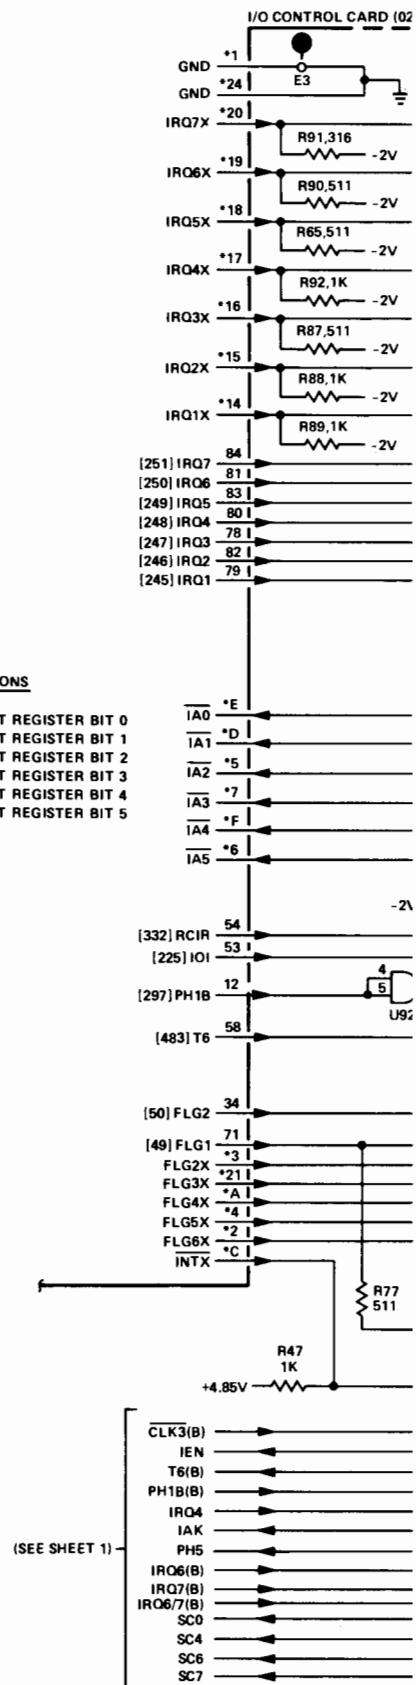 I/O CONTROL CARD (02
GND *1
E3
GND *24
IRQ7X *20
R91,316
-2V
IRQ6X *19
R90,511
-2V
IRQ5X *18
R65,511
-2V
IRQ4X *17
R92,1K
-2V
IRQ3X *16
R87,511
-2V
IRQ2X *15
R88,1K
-2V
IRQ1X *14
R89,1K
-2V
[251] IRQ7 84
[250] IRQ6 81
[249] IRQ5 83
[248] IRQ4 80
[247] IRQ3 78
[246] IRQ2 82
[245] IRQ1 79
ONS
T REGISTER BIT 0
T REGISTER BIT 1
T REGISTER BIT 2
T REGISTER BIT 3
T REGISTER BIT 4
T REGISTER BIT 5
IA0 *E
IA1 *D
IA2 *5
IA3 *7
IA4 *F
IA5 *6
-2V
[332] RCIR 54
[225] IOI 53
[297] PH1B 12
4
5
U92
[483] T6 58
[50] FLG2 34
[49] FLG1 71
FLG2X *3
FLG3X *21
FLG4X *A
FLG5X *4
FLG6X *2
INTX *C
R77
511
R47
1K
+4.85V
CLK3(B)
IEN
T6(B)
PH1B(B)
IRQ4
IAK
(SEE SHEET 1)
PH5
IRQ6(B)
IRQ7(B)
IRQ6/7(B)
SC0
SC4
SC6
SC7